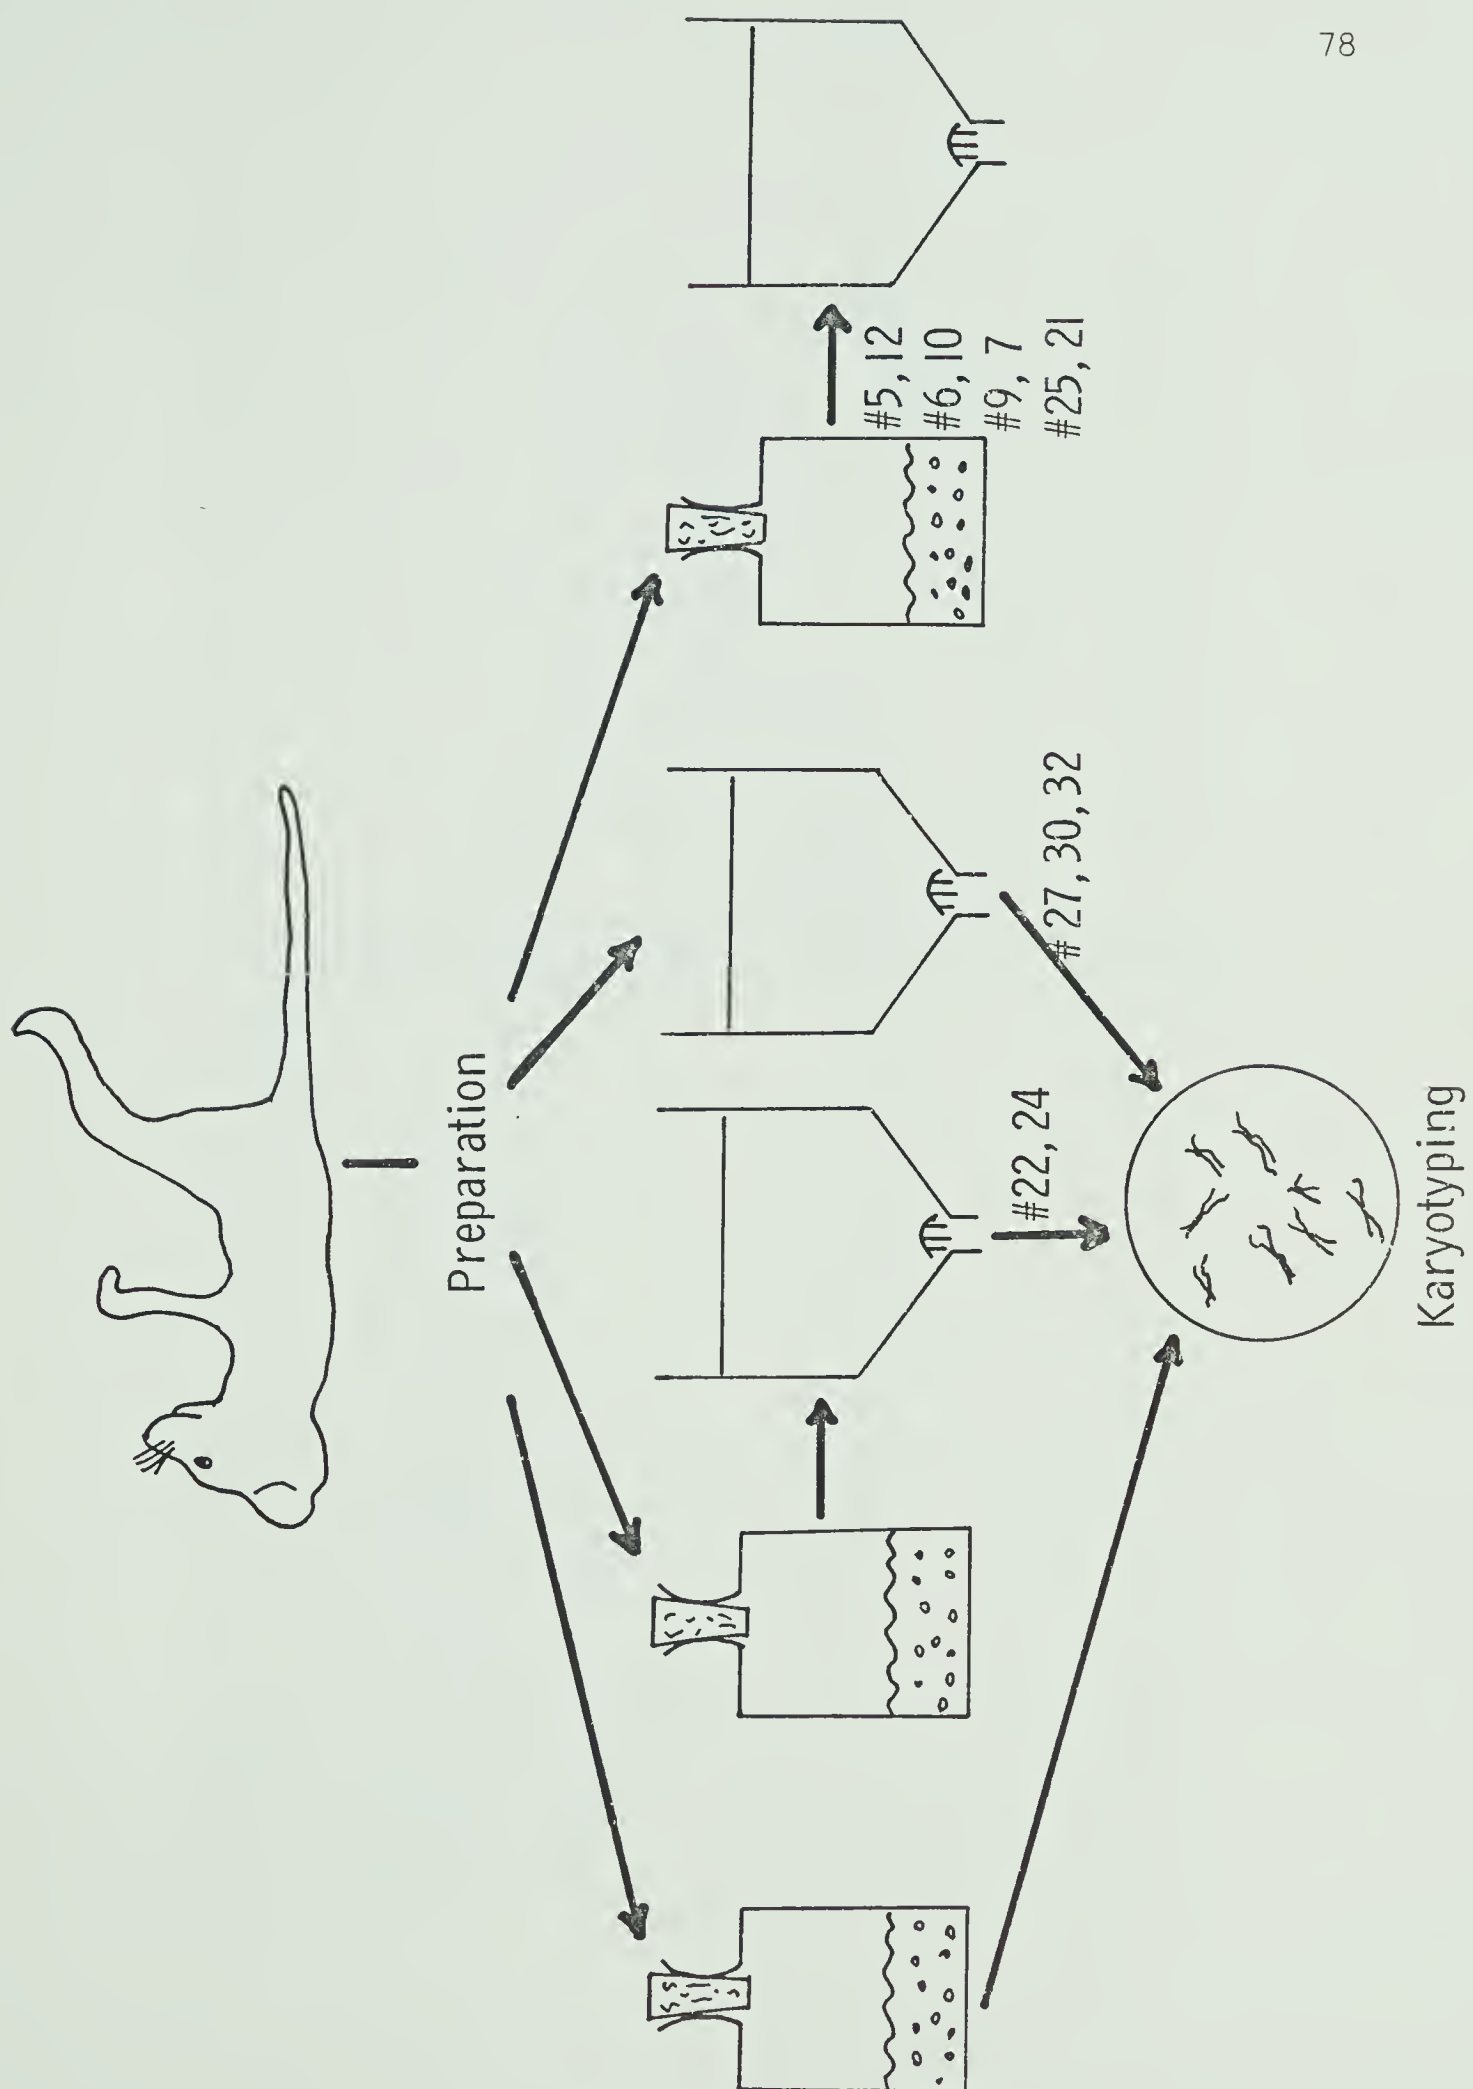 78
Preparation
#5, 12
#6, 10
#9, 7
#25, 21
#27, 30, 32
#22, 24
Karyotyping